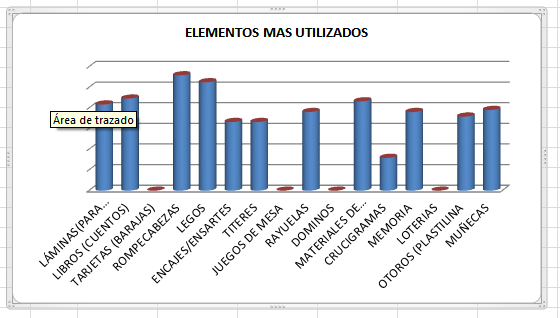 ELEMENTOS MAS UTILIZADOS
Área de trazado
LÁMINAS(PARA...
LIBROS (CUENTOS)
TARJETAS (BARAJAS)
ROMPECABEZAS
LEGOS
ENCAJES/ENSARTES
TITERES
JUEGOS DE MESA
RAYUELAS
DOMINOS
MATERIALES DE...
CRUCIGRAMAS
MEMORIA
LOTERIAS
OTOROS (PLASTILINA
MUÑECAS